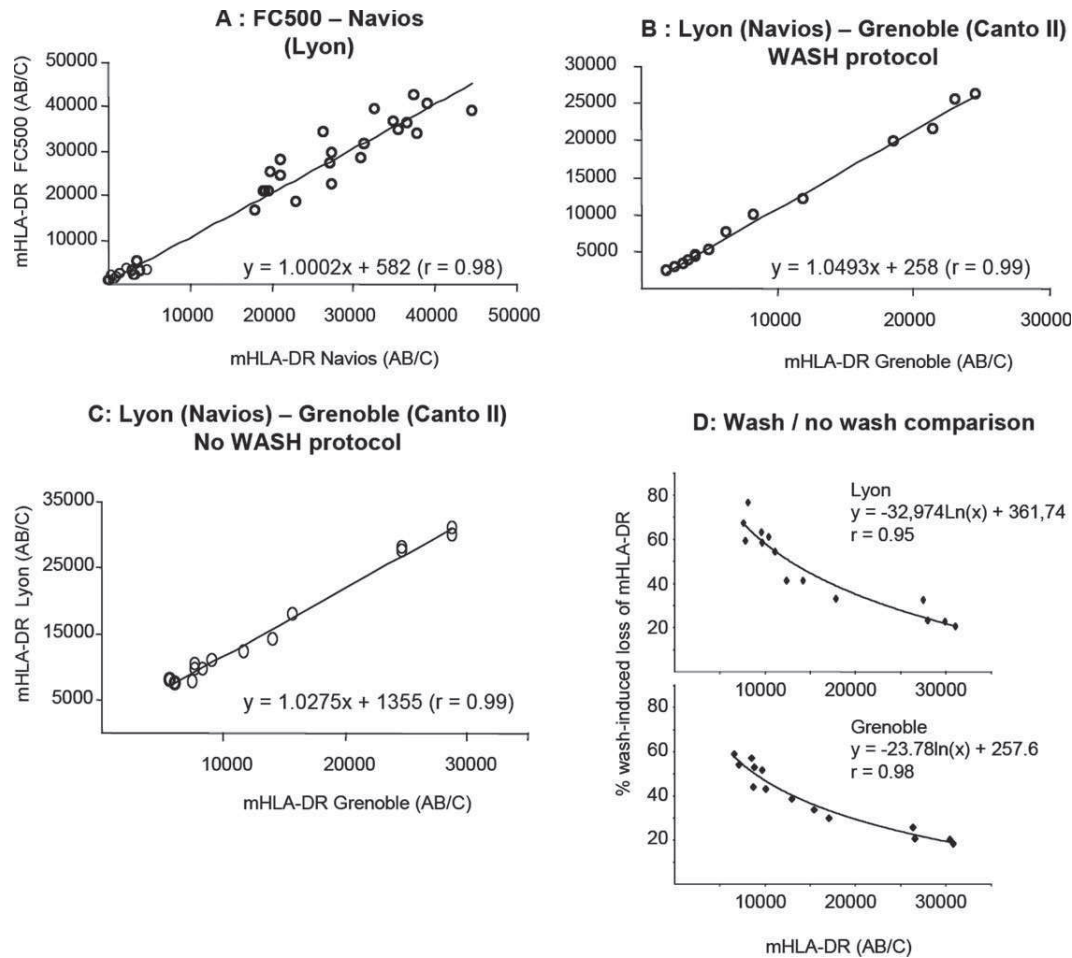 A : FC500 – Navios
(Lyon)
mHLA-DR FC500 (AB/C)
50000
40000
30000
20000
10000
y = 1.0002x + 582 (r = 0.98)
10000 20000 30000 40000 50000
mHLA-DR Navios (AB/C)
B : Lyon (Navios) – Grenoble (Canto II)
WASH protocol
30000
25000
20000
15000
10000
5000
y = 1.0493x + 258 (r = 0.99)
10000 20000 30000
mHLA-DR Grenoble (AB/C)
C: Lyon (Navios) – Grenoble (Canto II)
No WASH protocol
mHLA-DR Lyon (AB/C)
35000
25000
15000
5000
y = 1.0275x + 1355 (r = 0.99)
10000 20000 30000
mHLA-DR Grenoble (AB/C)
D: Wash / no wash comparison
% wash-induced loss of mHLA-DR
80
60
40
20
Lyon
y = -32,974Ln(x) + 361,74
r = 0.95
10000 20000 30000
80
60
40
20
Grenoble
y = -23.78ln(x) + 257.6
r = 0.98
10000 20000 30000
mHLA-DR (AB/C)